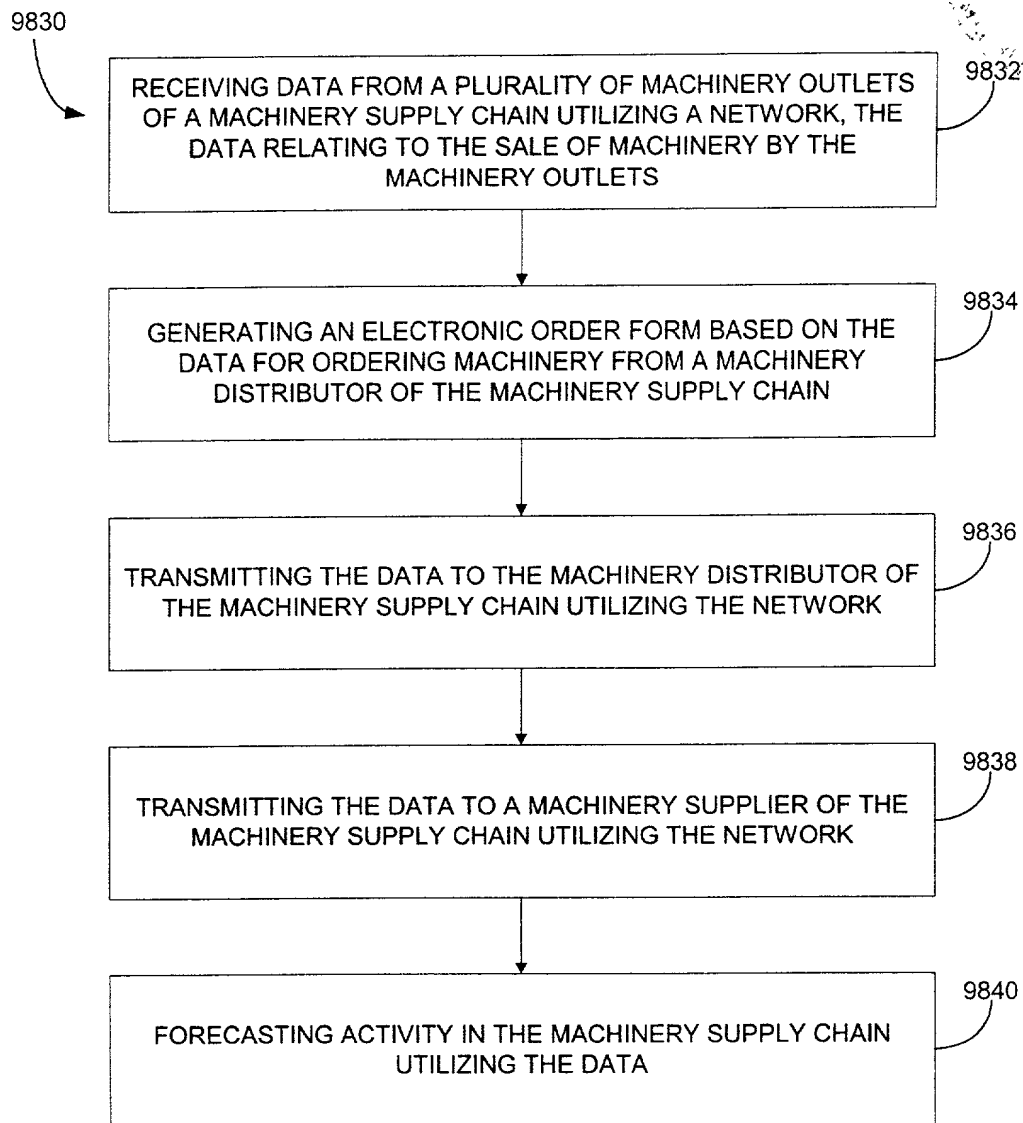 9830
9832
RECEIVING DATA FROM A PLURALITY OF MACHINERY OUTLETS
OF A MACHINERY SUPPLY CHAIN UTILIZING A NETWORK, THE
DATA RELATING TO THE SALE OF MACHINERY BY THE
MACHINERY OUTLETS
9834
GENERATING AN ELECTRONIC ORDER FORM BASED ON THE
DATA FOR ORDERING MACHINERY FROM A MACHINERY
DISTRIBUTOR OF THE MACHINERY SUPPLY CHAIN
9836
TRANSMITTING THE DATA TO THE MACHINERY DISTRIBUTOR OF
THE MACHINERY SUPPLY CHAIN UTILIZING THE NETWORK
9838
TRANSMITTING THE DATA TO A MACHINERY SUPPLIER OF THE
MACHINERY SUPPLY CHAIN UTILIZING THE NETWORK
9840
FORECASTING ACTIVITY IN THE MACHINERY SUPPLY CHAIN
UTILIZING THE DATA